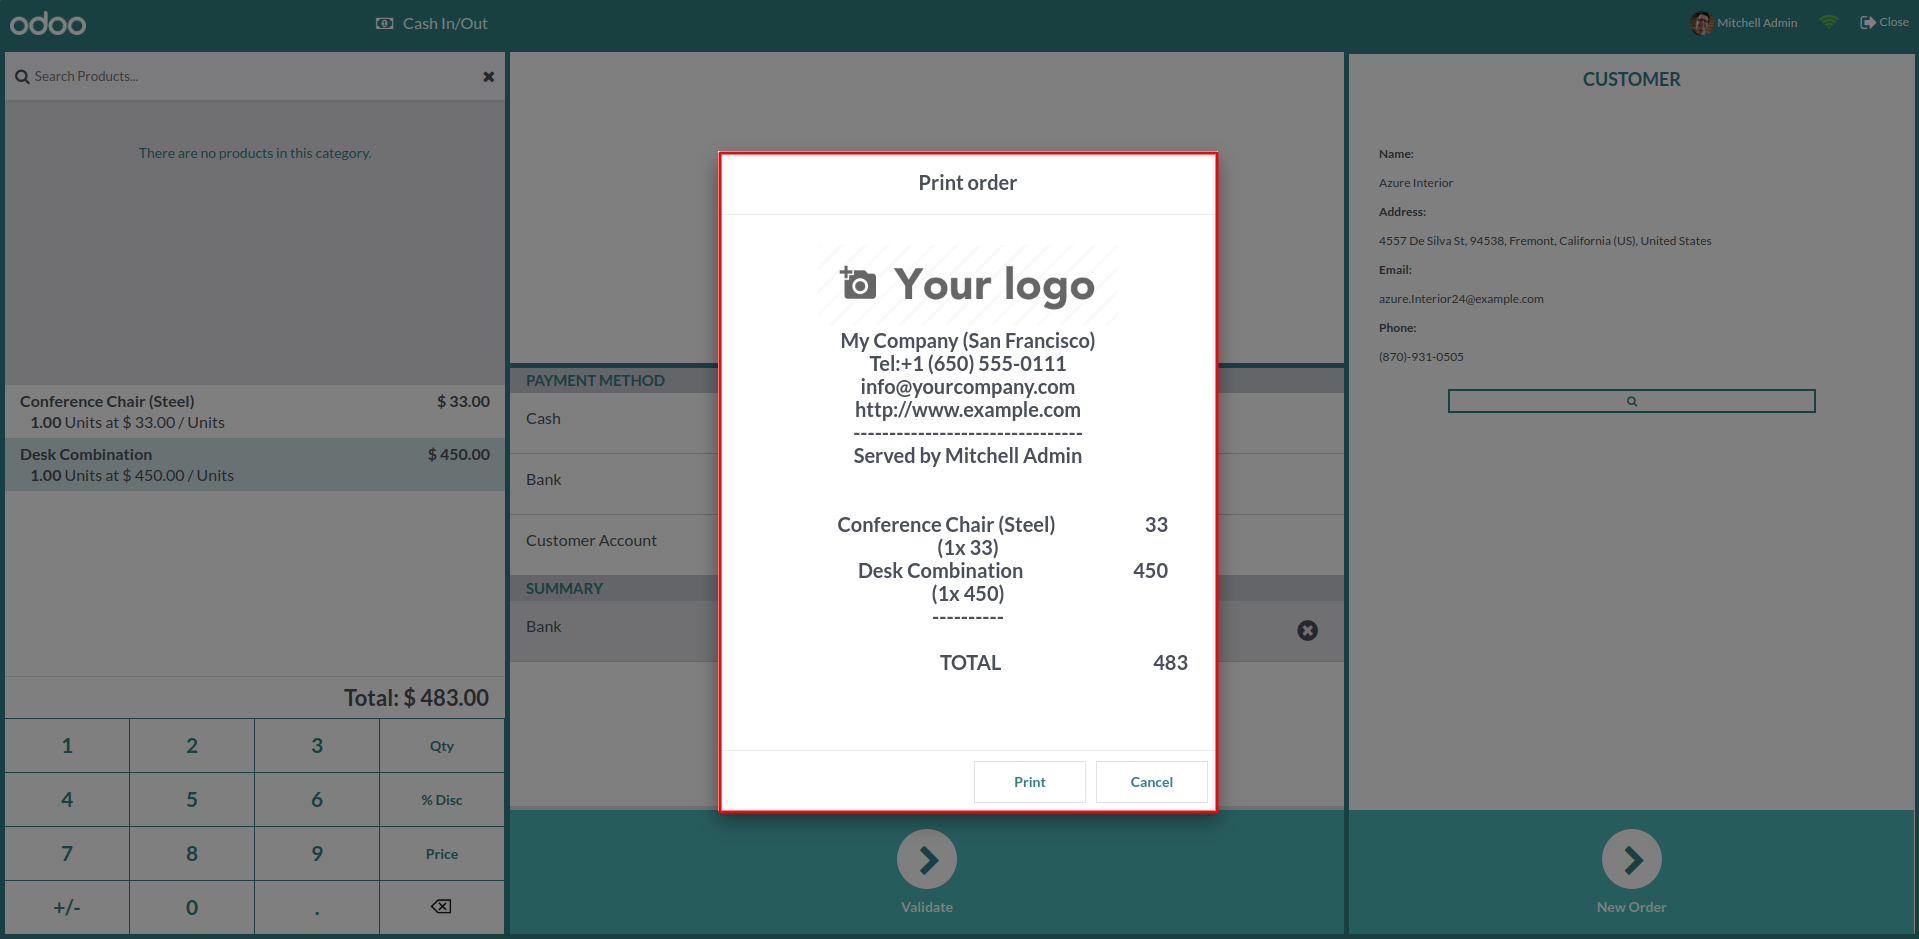 odoo
Cash In/Out
Mitchell Admin
Close
Search Products...
There are no products in this category.
Conference Chair (Steel) $ 33.00
1.00 Units at $ 33.00 / Units
Desk Combination $ 450.00
1.00 Units at $ 450.00 / Units
Total: $ 483.00
1 2 3 Qty
4 5 6 % Disc
7 8 9 Price
+/- 0 .
PAYMENT METHOD
Cash
Bank
Customer Account
SUMMARY
Bank
Validate
Print order
Your logo
My Company (San Francisco)
Tel:+1 (650) 555-0111
info@yourcompany.com
http://www.example.com
--------------------------------
Served by Mitchell Admin
Conference Chair (Steel) 33
(1x 33)
Desk Combination 450
(1x 450)
----------
TOTAL 483
Print
Cancel
CUSTOMER
Name:
Azure Interior
Address:
4557 De Silva St, 94538, Fremont, California (US), United States
Email:
azure.Interior24@example.com
Phone:
(870)-931-0505
New Order